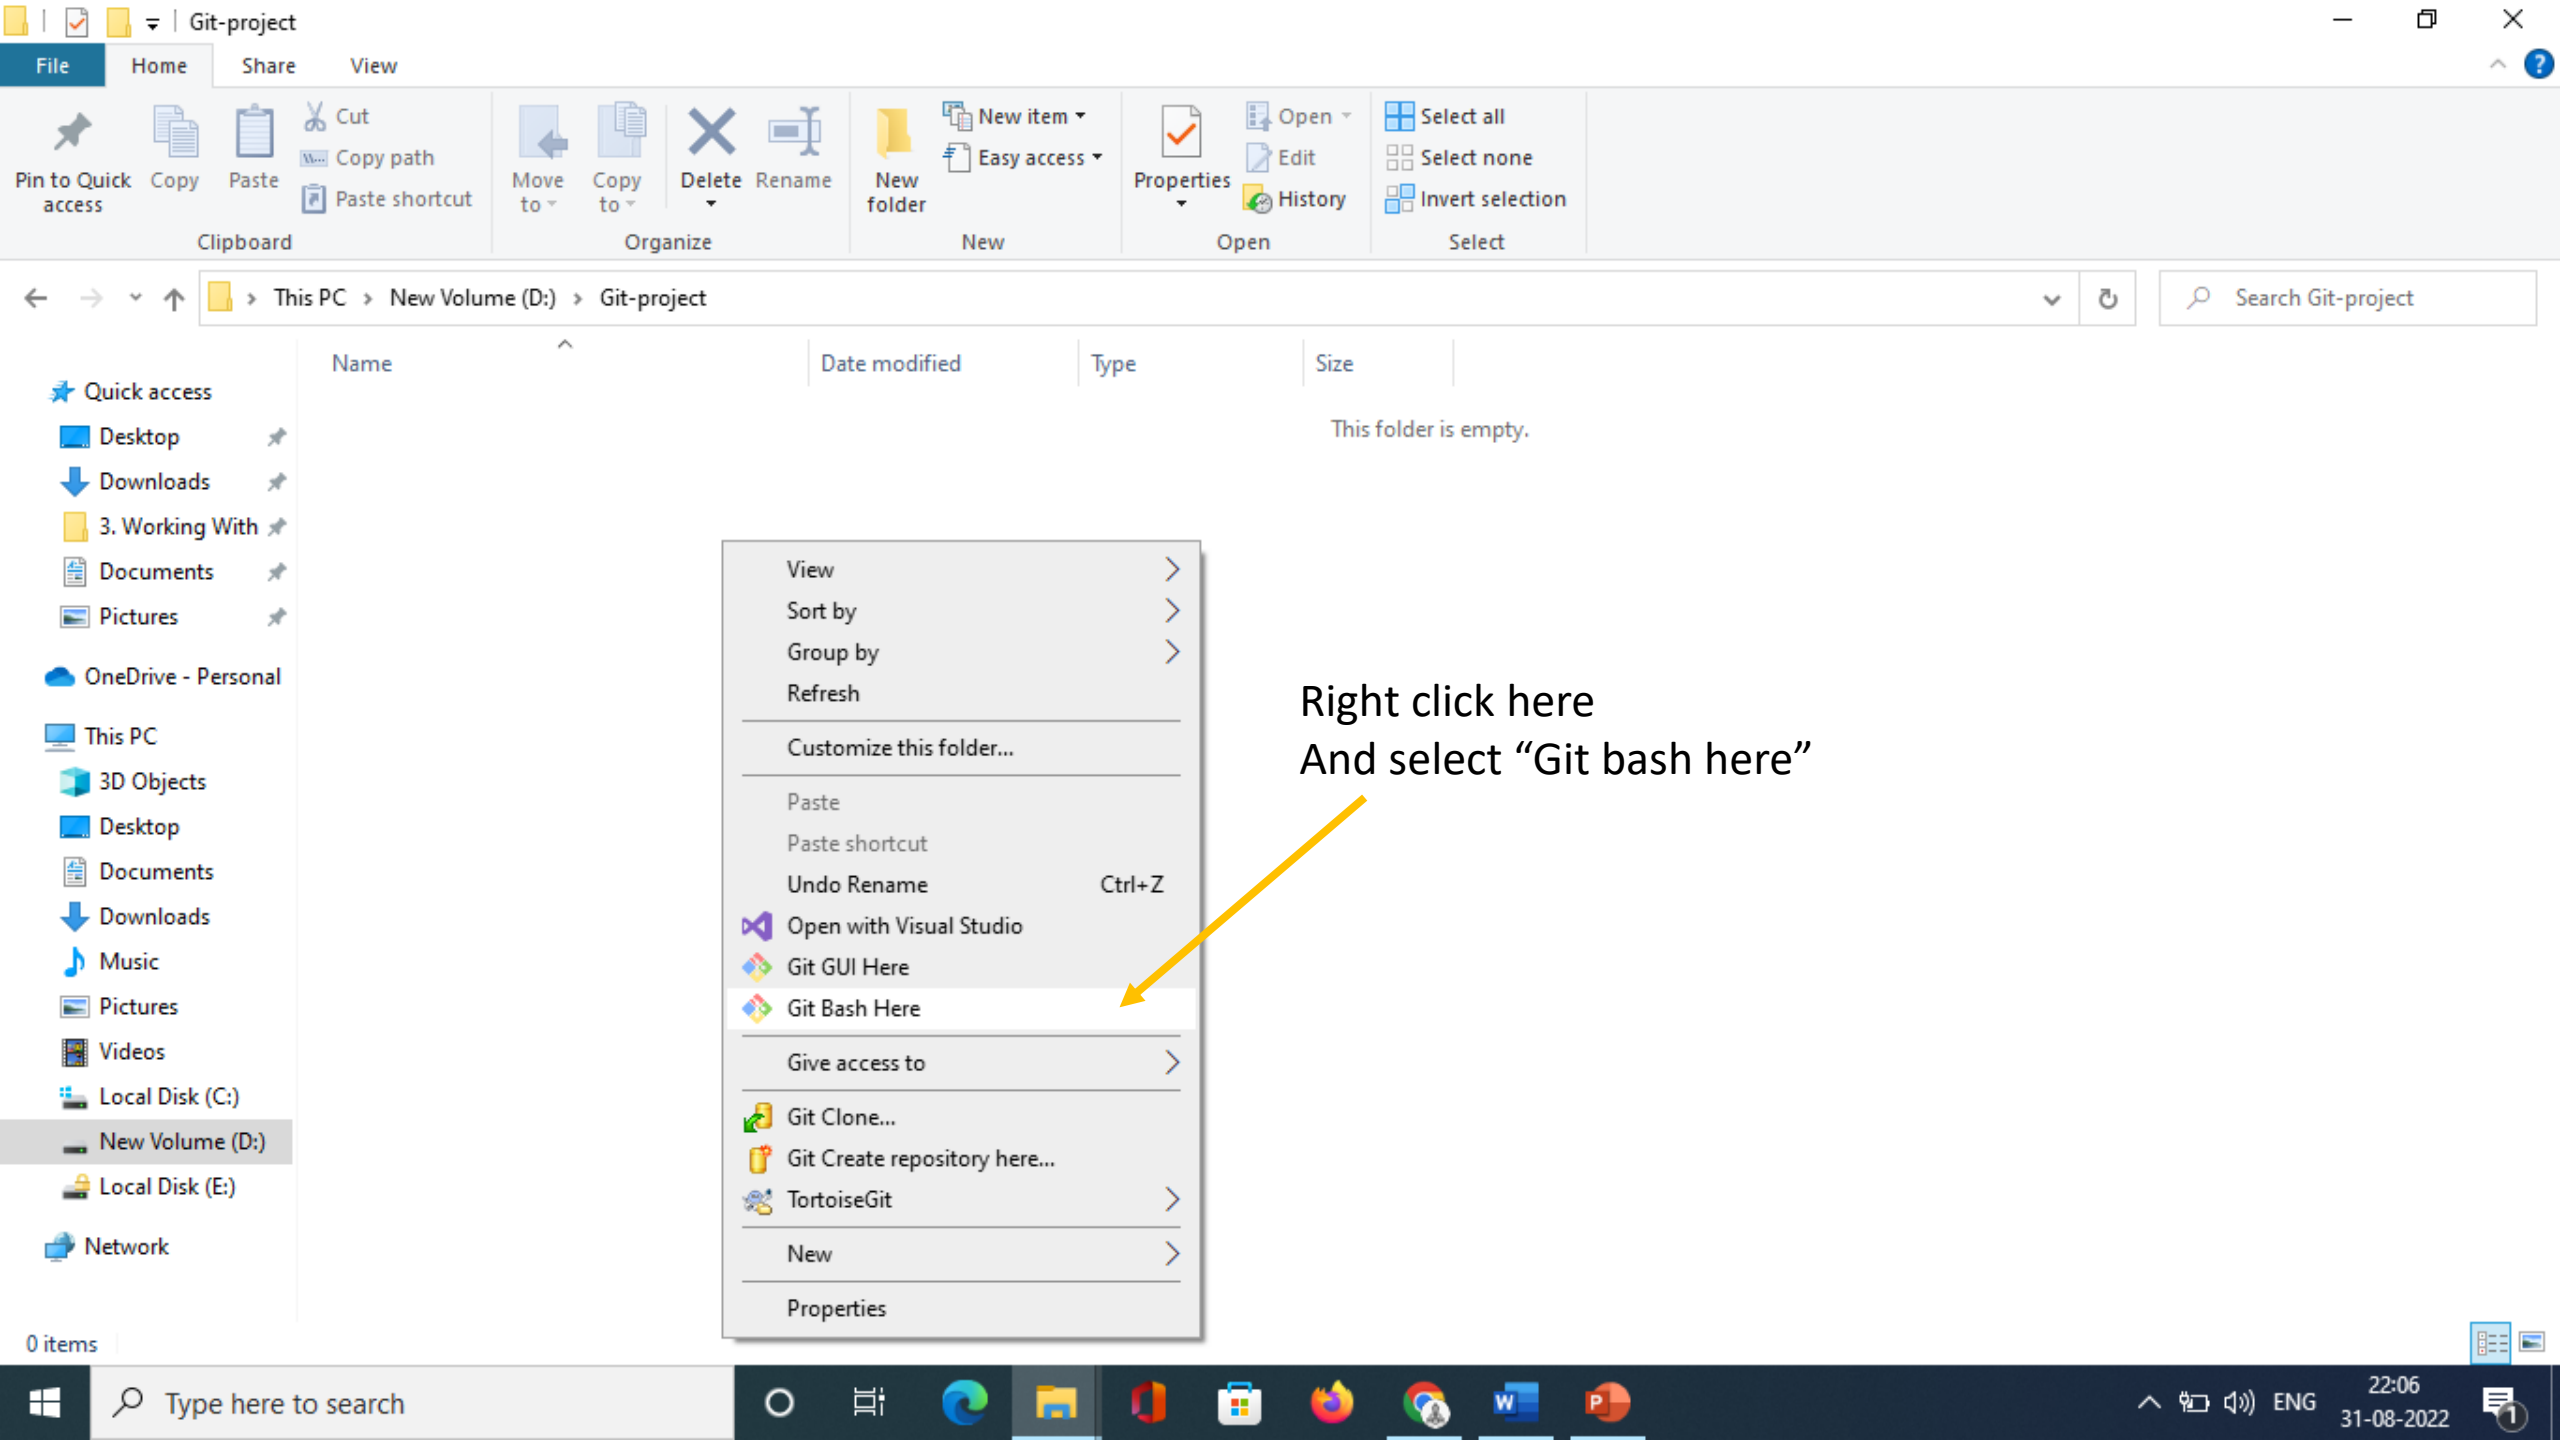 Git-project
File Home Share View
Pin to Quick access
Copy
Paste
Cut
Copy path
Paste shortcut
Clipboard
Move to
Copy to
Delete
Rename
Organize
New folder
New item
Easy access
New
Properties
Open
Edit
History
Open
Select all
Select none
Invert selection
Select
This PC > New Volume (D:) > Git-project
Search Git-project
Name Date modified Type Size
This folder is empty.
Quick access
Desktop
Downloads
3. Working With
Documents
Pictures
OneDrive - Personal
This PC
3D Objects
Desktop
Documents
Downloads
Music
Pictures
Videos
Local Disk (C:)
New Volume (D:)
Local Disk (E:)
Network
View
Sort by
Group by
Refresh
Customize this folder...
Paste
Paste shortcut
Undo Rename Ctrl+Z
Open with Visual Studio
Git GUI Here
Git Bash Here
Give access to
Git Clone...
Git Create repository here...
TortoiseGit
New
Properties
Right click here
And select “Git bash here”
0 items
Type here to search
ENG
22:06
31-08-2022
1